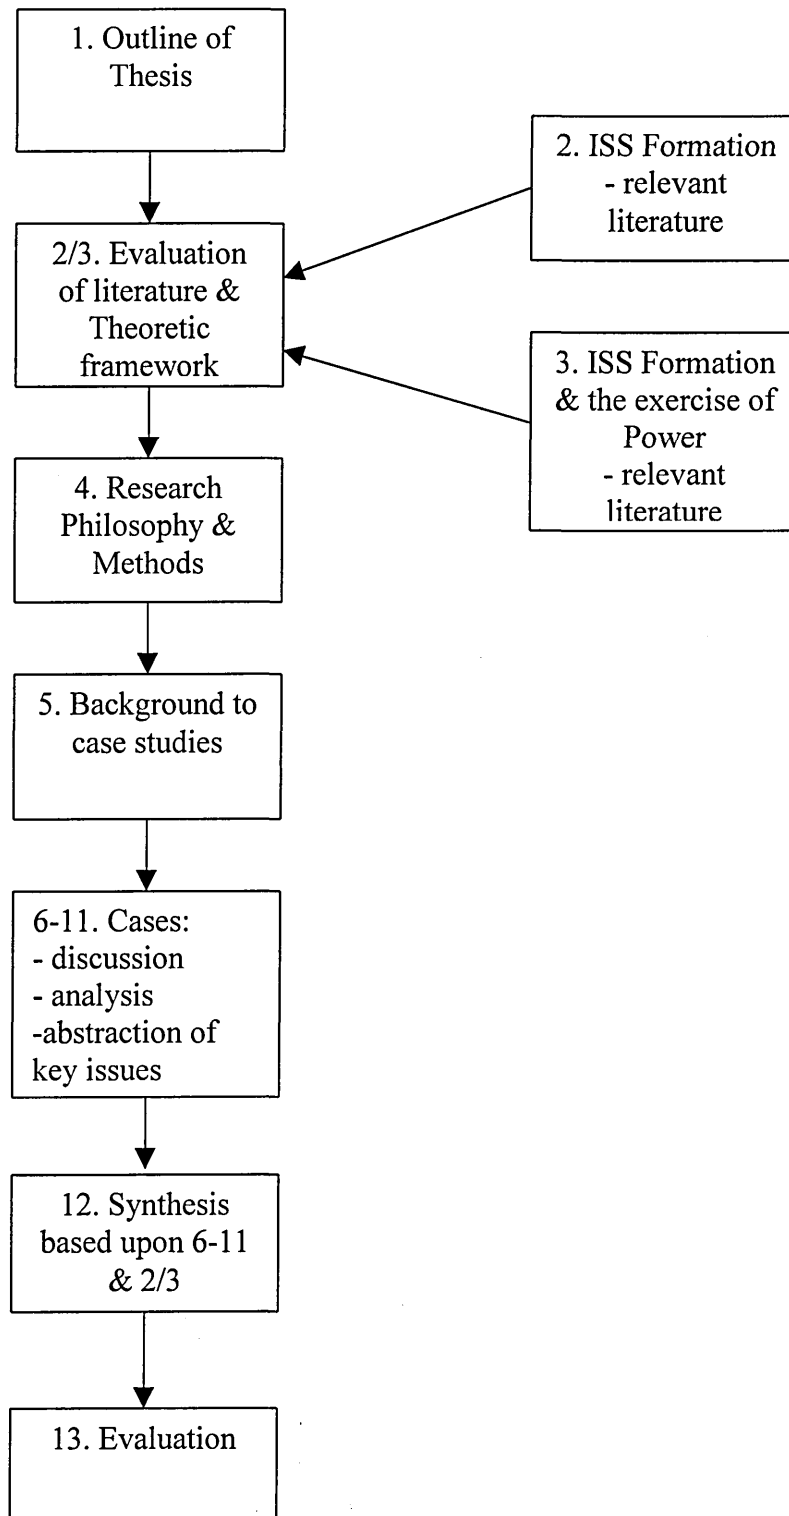 1. Outline of
Thesis
2. ISS Formation
- relevant
literature
2/3. Evaluation
of literature &
Theoretic
framework
3. ISS Formation
& the exercise of
Power
- relevant
literature
4. Research
Philosophy &
Methods
5. Background to
case studies
6-11. Cases:
- discussion
- analysis
-abstraction of
key issues
12. Synthesis
based upon 6-11
& 2/3
13. Evaluation